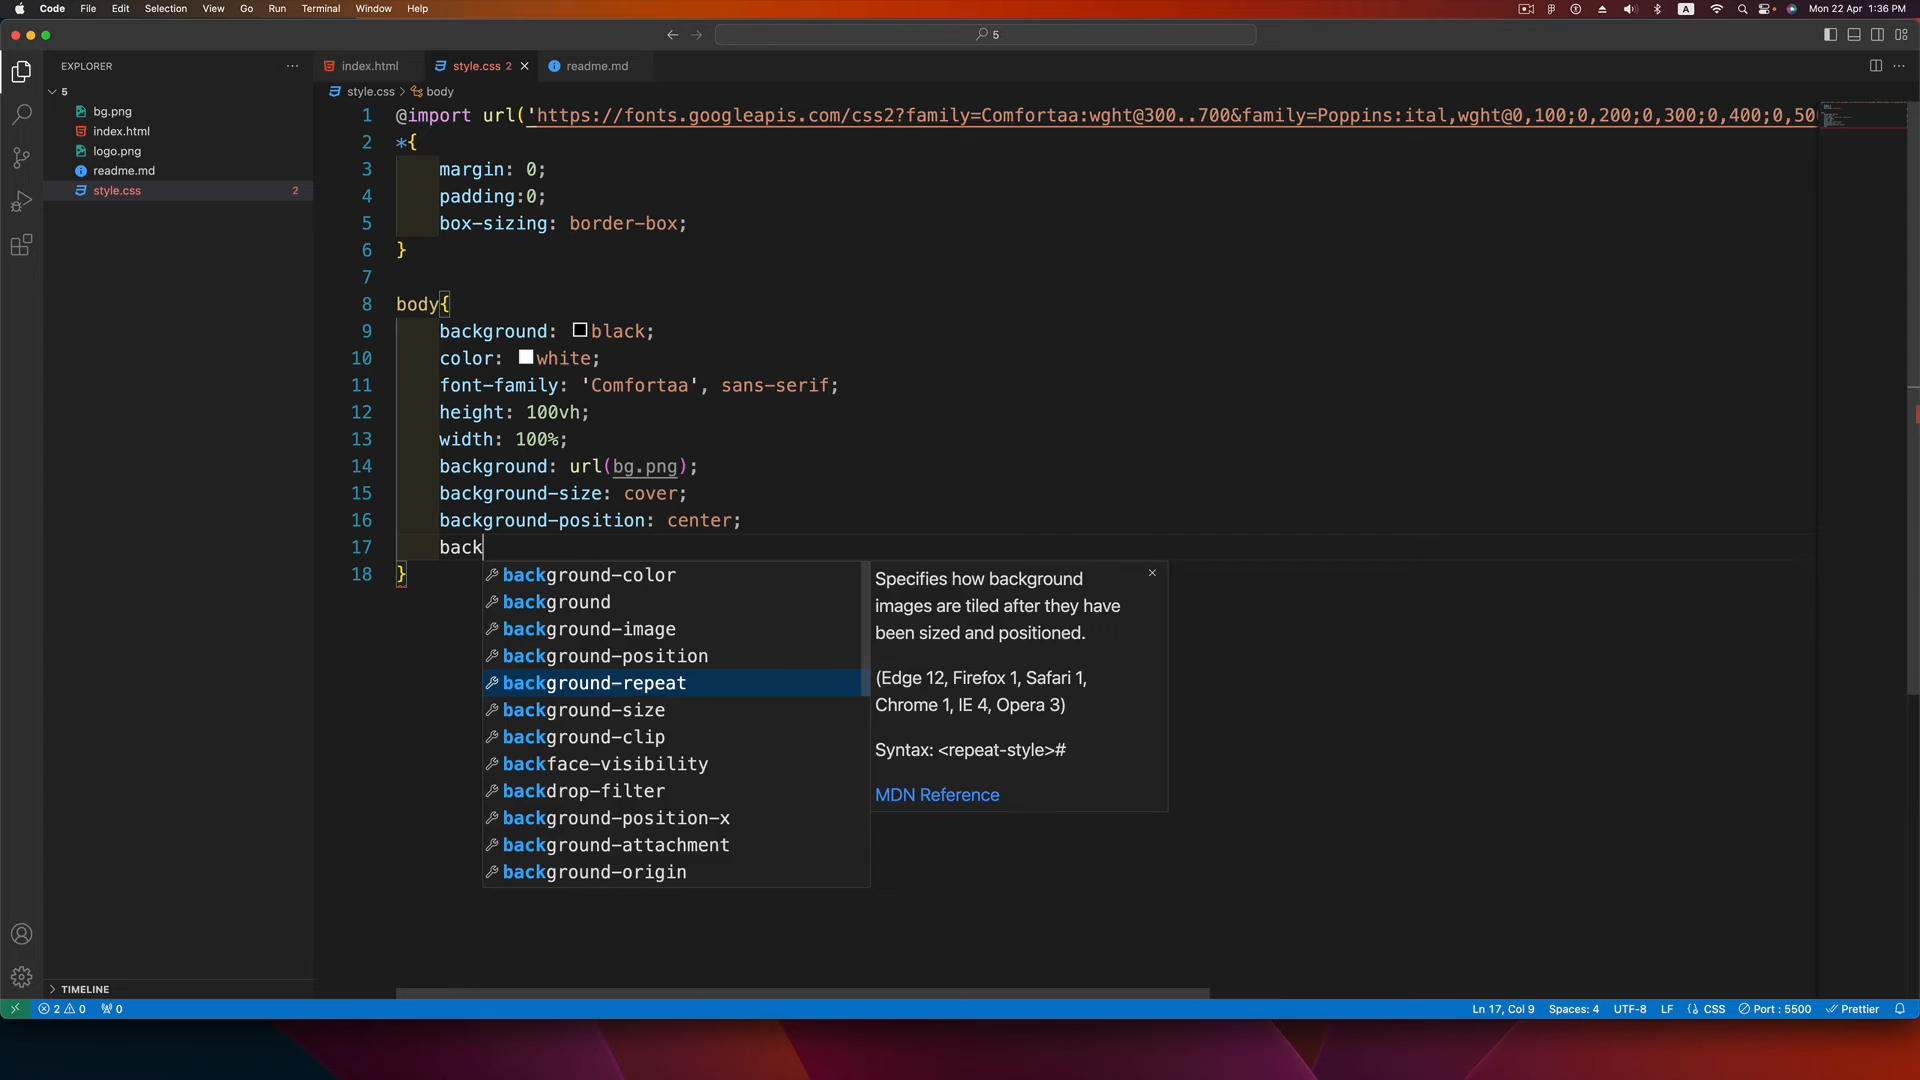 Code File Edit Selection View Go Run Terminal Window Help
A Mon 22 Apr 1:36 PM
5
EXPLORER
index.html
style.css 2
readme.md
5
bg.png
index.html
logo.png
readme.md
style.css 2
style.css > body
1 @import url('https://fonts.googleapis.com/css2?family=Comfortaa:wght@300..700&family=Poppins:ital,wght@0,100;0,200;0,300;0,400;0,50
2 *{
3 margin: 0;
4 padding:0;
5 box-sizing: border-box;
6 }
7
8 body{
9 background: black;
10 color: white;
11 font-family: 'Comfortaa', sans-serif;
12 height: 100vh;
13 width: 100%;
14 background: url(bg.png);
15 background-size: cover;
16 background-position: center;
17 back
18 }
background-color
background
background-image
background-position
background-repeat
background-size
background-clip
backface-visibility
backdrop-filter
background-position-x
background-attachment
background-origin
Specifies how background
images are tiled after they have
been sized and positioned.
(Edge 12, Firefox 1, Safari 1,
Chrome 1, IE 4, Opera 3)
Syntax: <repeat-style>#
MDN Reference
TIMELINE
2 0 0
Ln 17, Col 9 Spaces: 4 UTF-8 LF {} CSS Port : 5500 Prettier